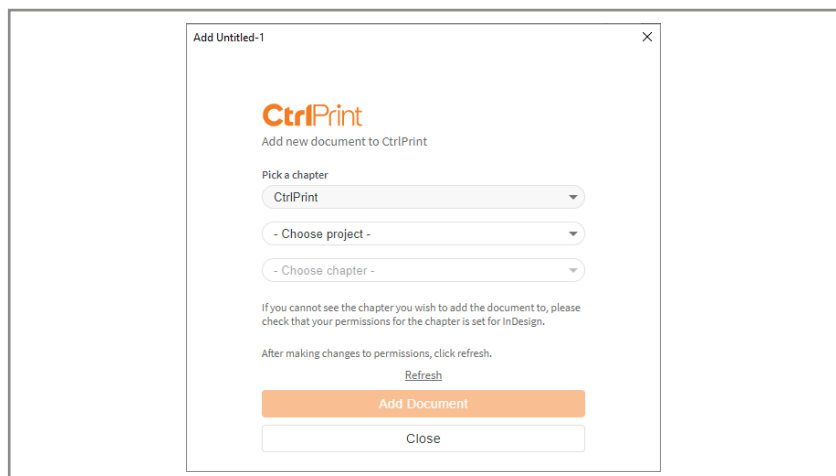 Add Untitled-1
CtrlPrint
Add new document to CtrlPrint
Pick a chapter
CtrlPrint
- Choose project -
- Choose chapter -
If you cannot see the chapter you wish to add the document to, please
check that your permissions for the chapter is set for InDesign.
After making changes to permissions, click refresh.
Refresh
Add Document
Close